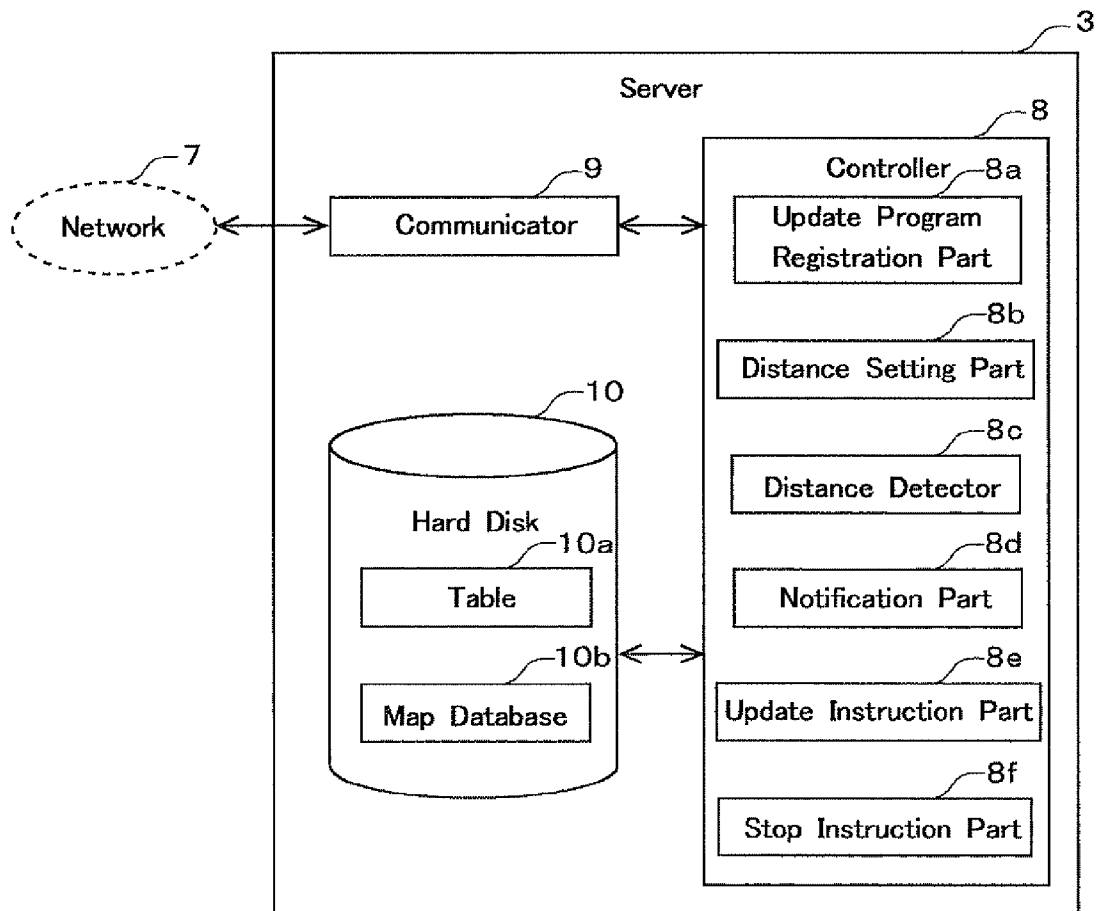 3
Server
8
Controller
7
9
8a
Network
Communicator
Update Program
Registration Part
8b
Distance Setting Part
10
8c
Distance Detector
Hard Disk
10a
8d
Table
Notification Part
10b
8e
Map Database
Update Instruction Part
8f
Stop Instruction Part